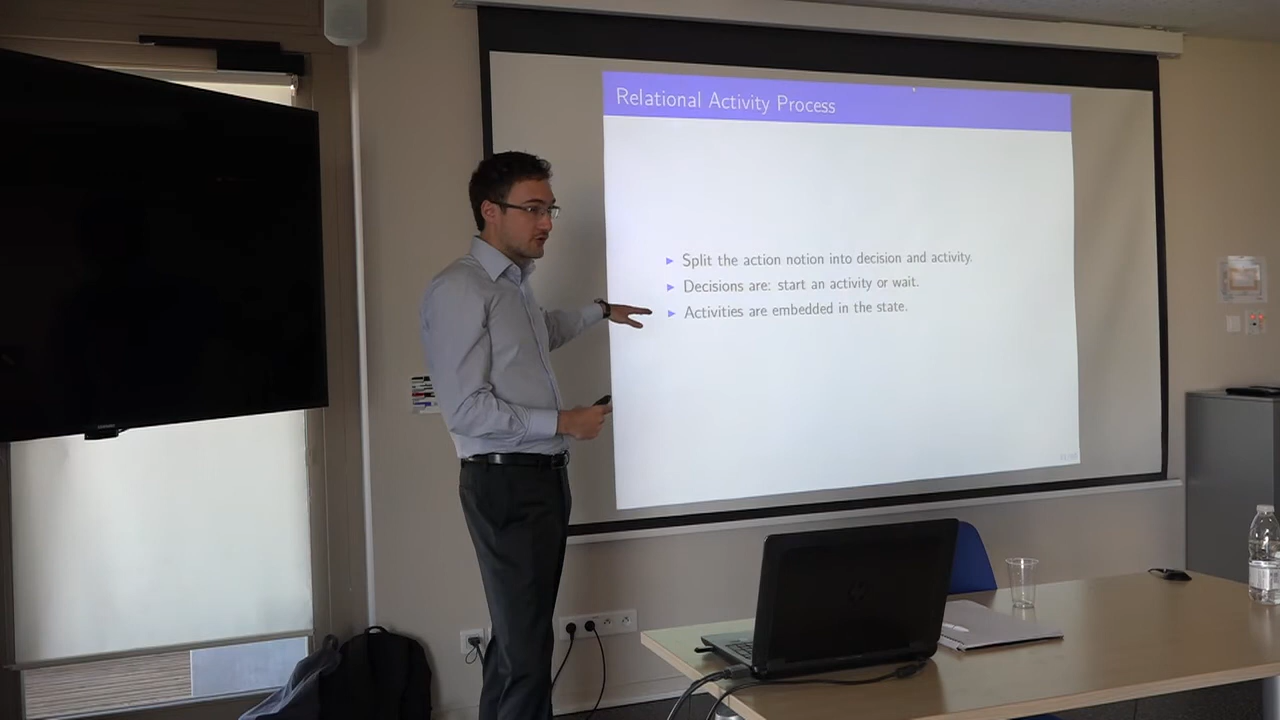 Relational Activity Process
Split the action notion into decision and activity.
Decisions are: start an activity or wait.
Activities are embedded in the state.